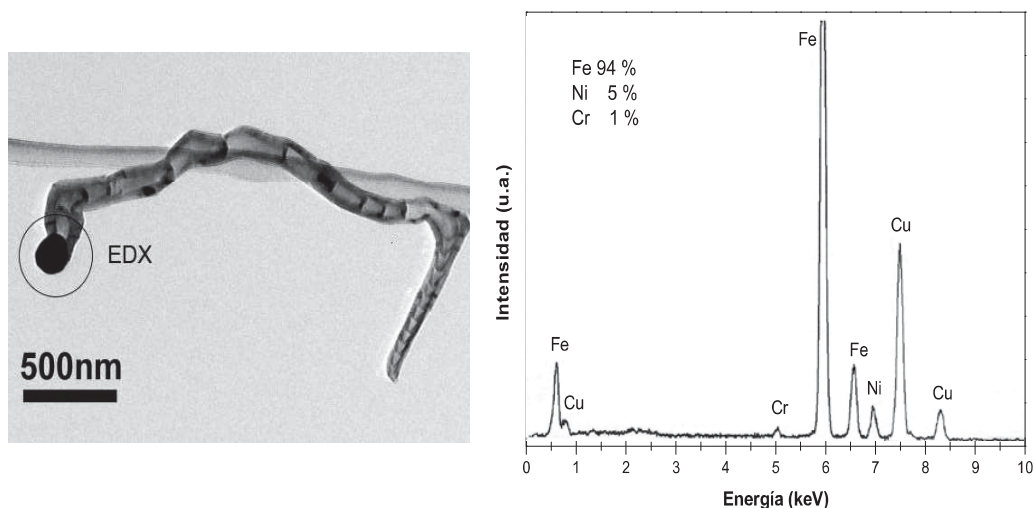 EDX
500nm
Fe 94 %
Ni 5 %
Cr 1 %
Fe
Cu
Cr
Fe
Fe
Ni
Cu
Cu
Intensidad (u.a.)
0 1 2 3 4 5 6 7 8 9 10
Energía (keV)